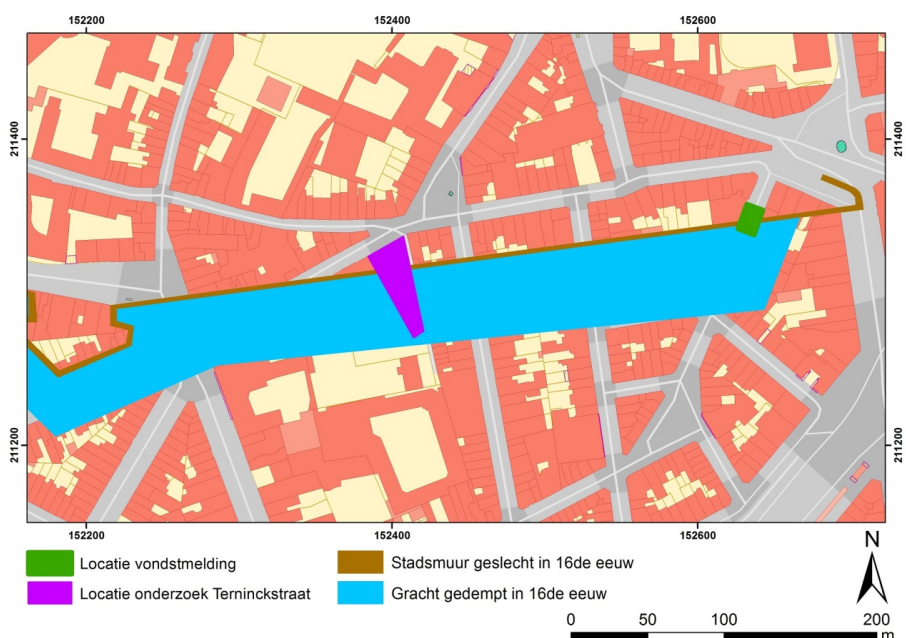 152200 152400 152600
211400 211400
211200 211200
152200 152400 152600
Locatie vondstmelding
Stadsmuur geslecht in 16de eeuw
Locatie onderzoek Terninckstraat
Gracht gedempt in 16de eeuw
N
0 50 100 200
m